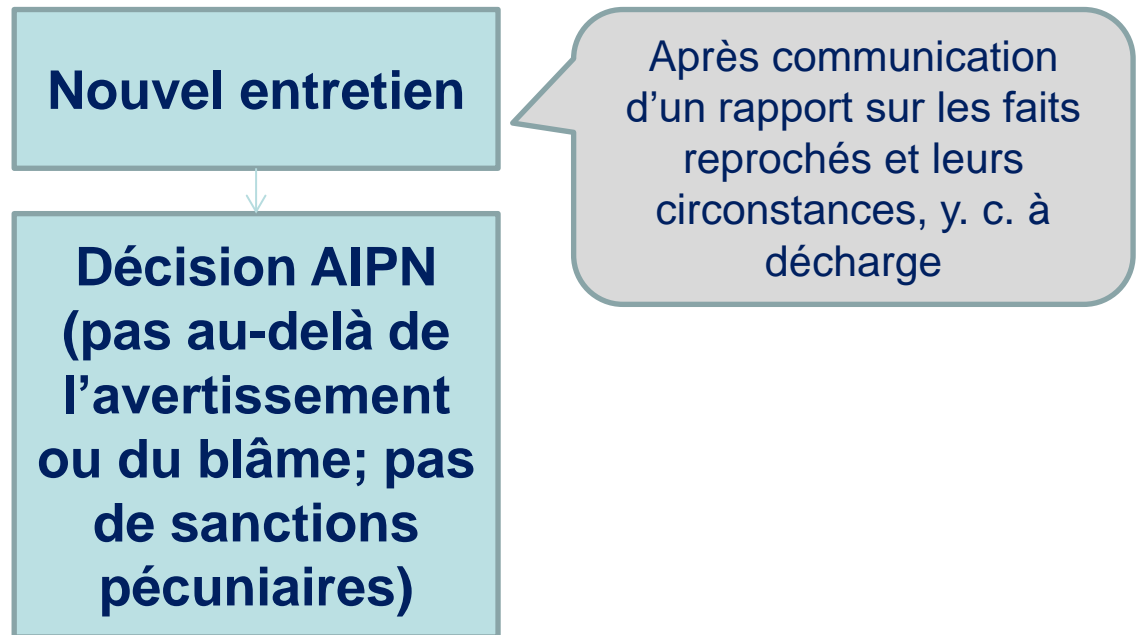 Nouvel entretien
Après communication
d’un rapport sur les faits
reprochés et leurs
circonstances, y. c. à
décharge
Décision AIPN
(pas au-delà de
l’avertissement
ou du blâme; pas
de sanctions
pécuniaires)